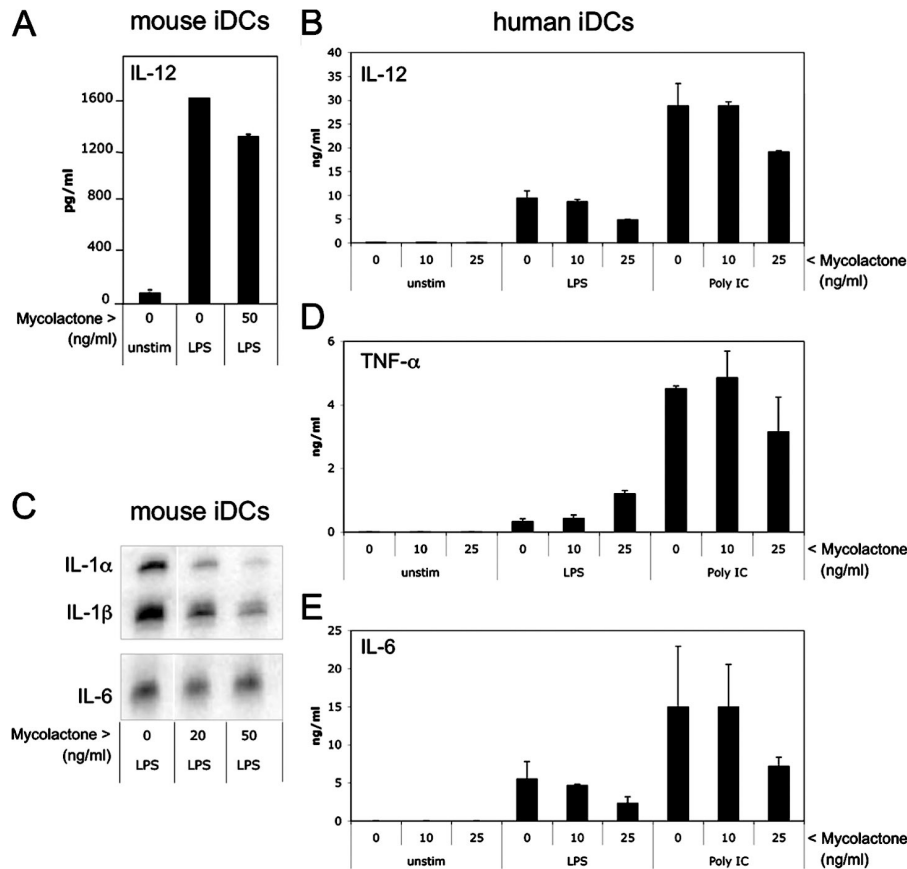 A mouse iDCs
IL-12
pg/ml
1600
1200
800
400
0
Mycolactone > 0 0 50
(ng/ml)
unstim LPS LPS
B human iDCs
IL-12
ng/ml
40
35
30
25
20
15
10
5
0
0 10 25 0 10 25 0 10 25 < Mycolactone
unstim LPS Poly IC (ng/ml)
C mouse iDCs
IL-1α
IL-1β
IL-6
Mycolactone > 0 20 50
(ng/ml)
LPS LPS LPS
D
TNF-α
ng/ml
6
4
2
0
0 10 25 0 10 25 0 10 25 < Mycolactone
unstim LPS Poly IC (ng/ml)
E
IL-6
ng/ml
25
20
15
10
5
0
0 10 25 0 10 25 0 10 25 < Mycolactone
unstim LPS Poly IC (ng/ml)